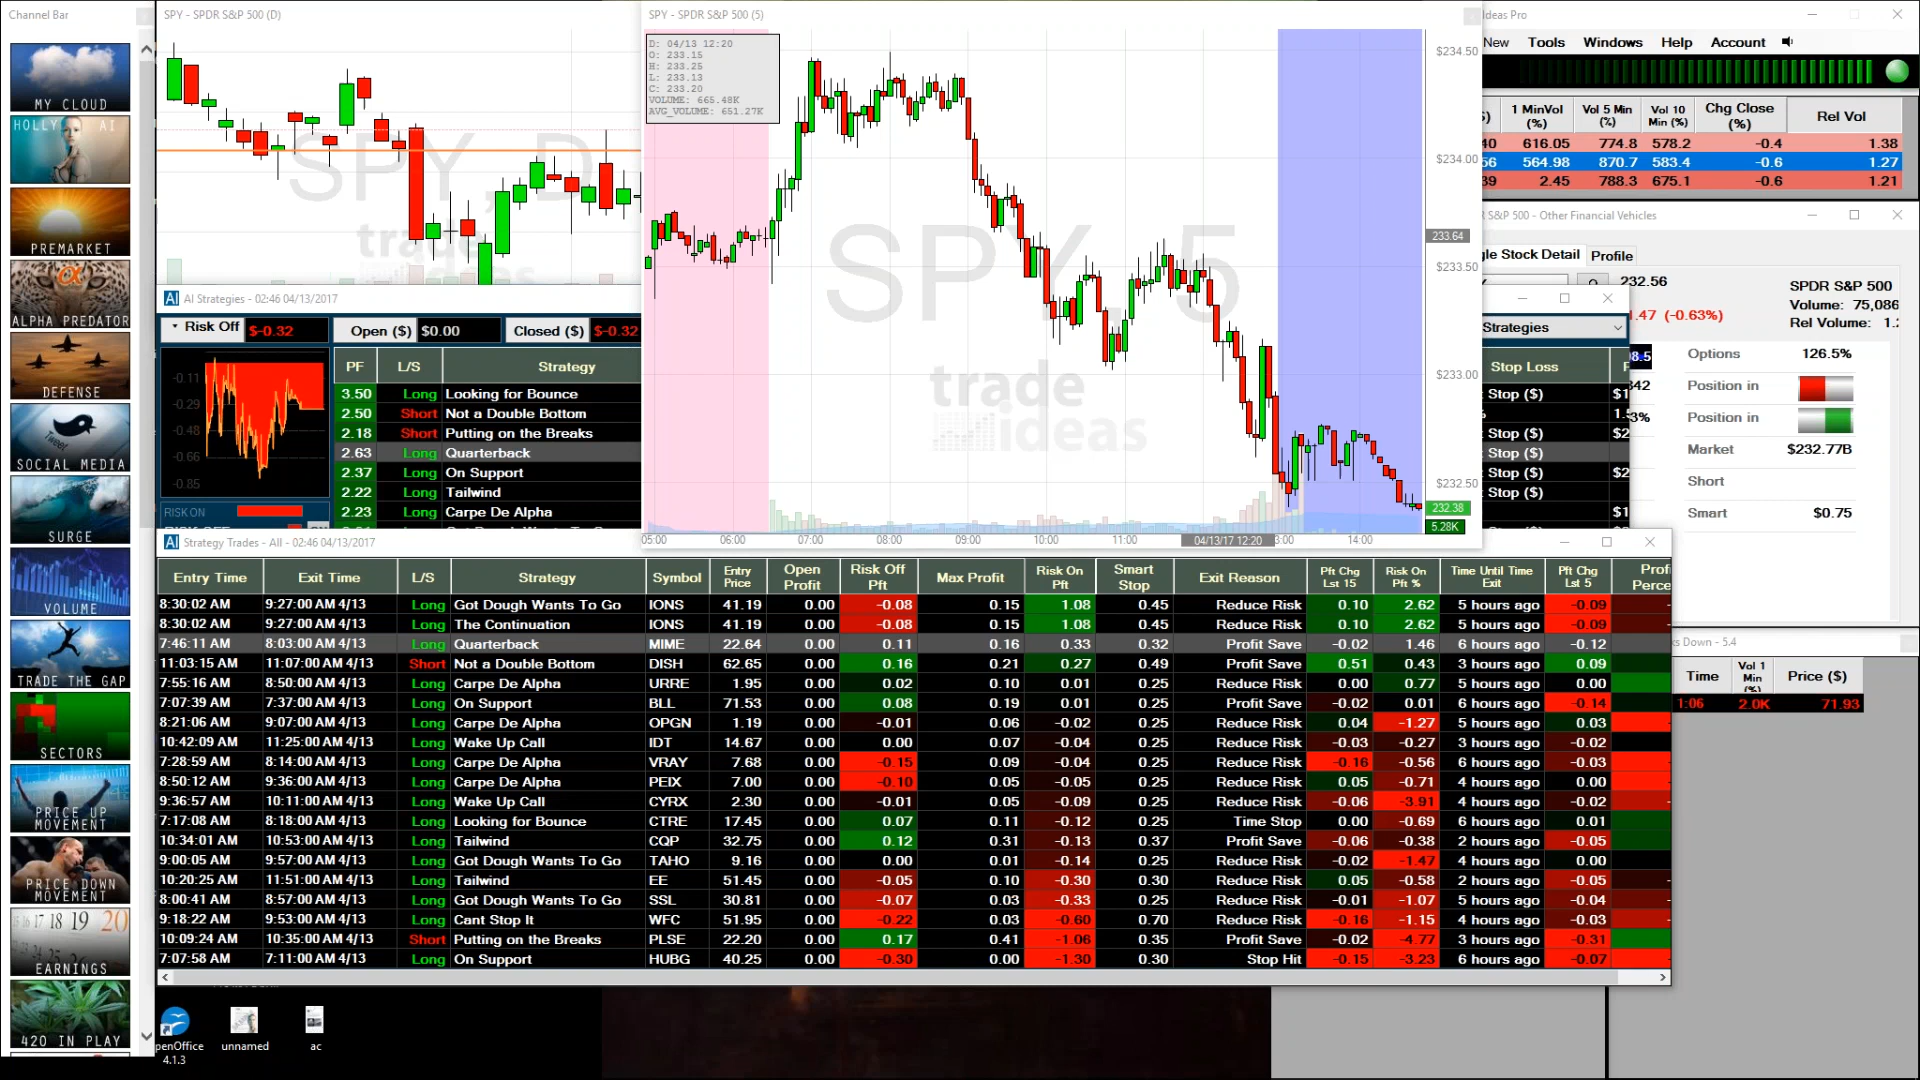 Channel Bar
MY CLOUD
HOLLY AI
PREMARKET
α
ALPHA PREDATOR
DEFENSE
Tweet
SOCIAL MEDIA
SURGE
VOLUME
TRADE THE GAP
SECTORS
PRICE UP
MOVEMENT
PRICE DOWN
MOVEMENT
16 17 18 19 20
EARNINGS
420 IN PLAY
SPY - SPDR S&P 500 (D)
SPY, D
trade
ideas
SPY - SPDR S&P 500 (5)
D: 04/13 12:20
O: 233.15
H: 233.25
L: 233.13
C: 233.20
VOLUME: 665.48K
AVG_VOLUME: 651.27K
SPY 5
trade
ideas
$234.50
$234.00
233.64
$233.50
$233.00
$232.50
232.38
5.28K
05:00 06:00 07:00 08:00 09:00 10:00 11:00 04/13/17 12:20 3:00 14:00
Ideas Pro
New Tools Windows Help Account
1 MinVol (%) Vol 5 Min (%) Vol 10 Min (%) Chg Close (%) Rel Vol
40 616.05 774.8 578.2 -0.4 1.38
56 564.98 870.7 583.4 -0.6 1.27
39 2.45 788.3 675.1 -0.6 1.21
S&P 500 - Other Financial Vehicles
gle Stock Detail Profile
232.56
1.47 (-0.63%)
SPDR S&P 500
Volume: 75,086
Rel Volume: 1.2
Strategies
Stop Loss
Stop ($) $1
1.5
Stop ($) $2
Stop ($)
Stop ($) $2
Stop ($)
$1
8.5
342
3%
Options 126.5%
Position in
Position in
Market $232.77B
Short
Smart $0.75
AI AI Strategies - 02:46 04/13/2017
Risk Off $-0.32 Open ($) $0.00 Closed ($) $-0.32
-0.11
-0.29
-0.48
-0.66
-0.85
RISK ON
RISK OFF
PF L/S Strategy
3.50 Long Looking for Bounce
2.50 Short Not a Double Bottom
2.18 Short Putting on the Breaks
2.63 Long Quarterback
2.37 Long On Support
2.22 Long Tailwind
2.23 Long Carpe De Alpha
AI Strategy Trades - All - 02:46 04/13/2017
Entry Time Exit Time L/S Strategy Symbol Entry Price Open Profit Risk Off Pft Max Profit Risk On Pft Smart Stop Exit Reason Pft Chg Lst 15 Risk On Pft % Time Until Time Exit Pft Chg Lst 5 Profi Perce
8:30:02 AM 9:27:00 AM 4/13 Long Got Dough Wants To Go IONS 41.19 0.00 -0.08 0.15 1.08 0.45 Reduce Risk 0.10 2.62 5 hours ago -0.09
8:30:02 AM 9:27:00 AM 4/13 Long The Continuation IONS 41.19 0.00 -0.08 0.15 1.08 0.45 Reduce Risk 0.10 2.62 5 hours ago -0.09
7:46:11 AM 8:03:00 AM 4/13 Long Quarterback MIME 22.64 0.00 0.11 0.16 0.33 0.32 Profit Save -0.02 1.46 6 hours ago -0.12
11:03:15 AM 11:07:00 AM 4/13 Short Not a Double Bottom DISH 62.65 0.00 0.16 0.21 0.27 0.49 Profit Save 0.51 0.43 3 hours ago 0.09
7:55:16 AM 8:50:00 AM 4/13 Long Carpe De Alpha URRE 1.95 0.00 0.02 0.10 0.01 0.25 Reduce Risk 0.00 0.77 5 hours ago 0.00
7:07:39 AM 7:37:00 AM 4/13 Long On Support BLL 71.53 0.00 0.08 0.19 0.01 0.25 Profit Save -0.02 0.01 6 hours ago -0.14
8:21:06 AM 9:07:00 AM 4/13 Long Carpe De Alpha OPGN 1.19 0.00 -0.01 0.06 -0.02 0.25 Reduce Risk 0.04 -1.27 5 hours ago 0.03
10:42:09 AM 11:25:00 AM 4/13 Long Wake Up Call IDT 14.67 0.00 0.00 0.07 -0.04 0.25 Reduce Risk -0.03 -0.27 3 hours ago -0.02
7:28:59 AM 8:14:00 AM 4/13 Long Carpe De Alpha VRAY 7.68 0.00 -0.15 0.09 -0.04 0.25 Reduce Risk -0.16 -0.56 6 hours ago -0.03
8:50:12 AM 9:36:00 AM 4/13 Long Carpe De Alpha PEIX 7.00 0.00 -0.10 0.05 -0.05 0.25 Reduce Risk 0.05 -0.71 4 hours ago 0.00
9:36:57 AM 10:11:00 AM 4/13 Long Wake Up Call CYRX 2.30 0.00 -0.01 0.05 -0.09 0.25 Reduce Risk -0.06 -3.91 4 hours ago -0.02
7:17:08 AM 8:18:00 AM 4/13 Long Looking for Bounce CTRE 17.45 0.00 0.07 0.11 -0.12 0.25 Time Stop 0.00 -0.69 6 hours ago 0.01
10:34:01 AM 10:53:00 AM 4/13 Long Tailwind CQP 32.75 0.00 0.12 0.31 -0.13 0.37 Profit Save -0.06 -0.38 2 hours ago -0.05
9:00:05 AM 9:57:00 AM 4/13 Long Got Dough Wants To Go TAHO 9.16 0.00 0.00 0.01 -0.14 0.25 Reduce Risk -0.02 -1.47 4 hours ago 0.00
10:20:25 AM 11:51:00 AM 4/13 Long Tailwind EE 51.45 0.00 -0.05 0.10 -0.30 0.30 Reduce Risk 0.05 -0.58 2 hours ago -0.05
8:00:41 AM 8:57:00 AM 4/13 Long Got Dough Wants To Go SSL 30.81 0.00 -0.07 0.03 -0.33 0.25 Reduce Risk -0.01 -1.07 5 hours ago -0.04
9:18:22 AM 9:53:00 AM 4/13 Long Cant Stop It WFC 51.95 0.00 -0.22 0.03 -0.60 0.70 Reduce Risk -0.16 -1.15 4 hours ago -0.03
10:09:24 AM 10:35:00 AM 4/13 Short Putting on the Breaks PLSE 22.20 0.00 0.17 0.41 -1.06 0.35 Profit Save -0.02 -4.77 3 hours ago -0.31
7:07:58 AM 7:11:00 AM 4/13 Long On Support HUBG 40.25 0.00 -0.30 0.00 -1.30 0.30 Stop Hit -0.15 -3.23 6 hours ago -0.07
ks Down - 5.4
Time Vol 1 Min (%) Price ($)
1:06 2.0K 71.93
penOffice
4.1.3
unnamed
ac